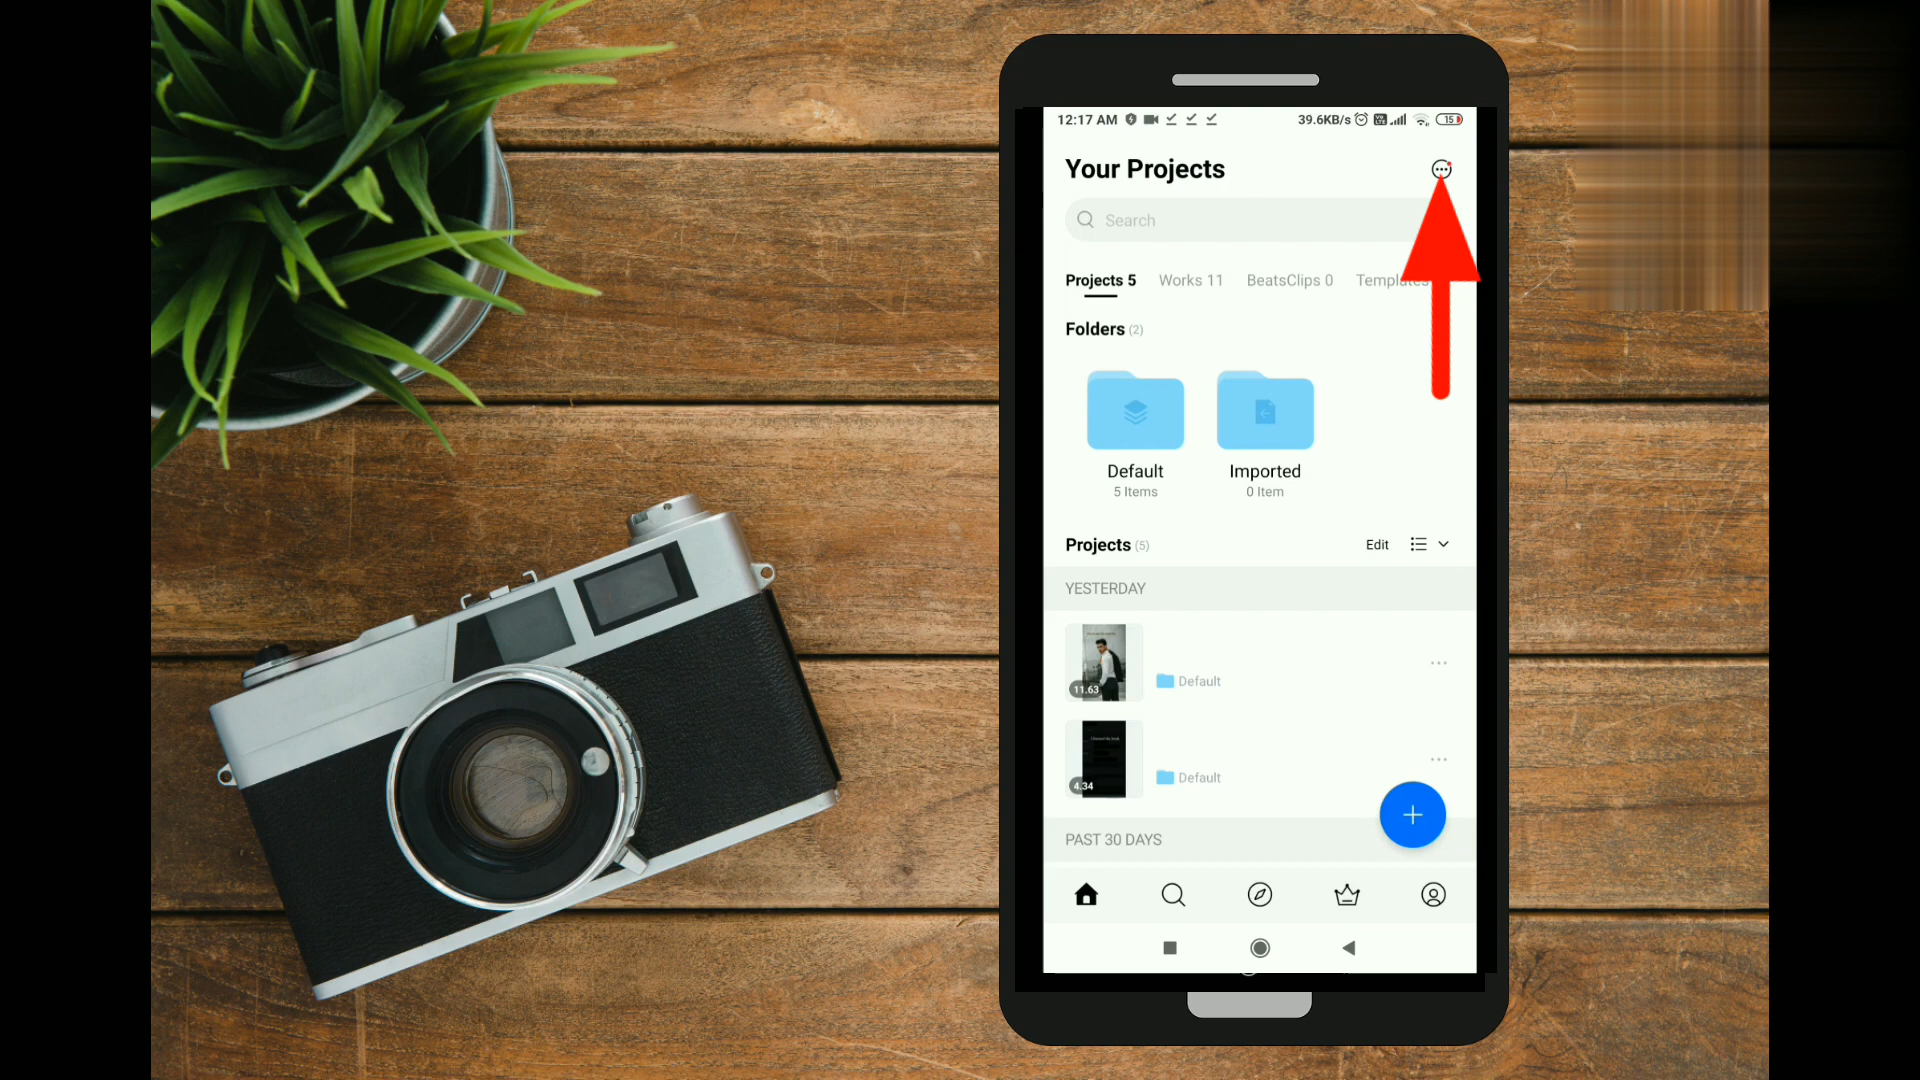 12:17 AM 39.6KB/s 15
Your Projects
Search
Projects 5 Works 11 BeatsClips 0 Templates
Folders (2)
Default Imported
5 Items 0 Item
Projects (5) Edit
YESTERDAY
11.63
Default
4.34
Default
PAST 30 DAYS